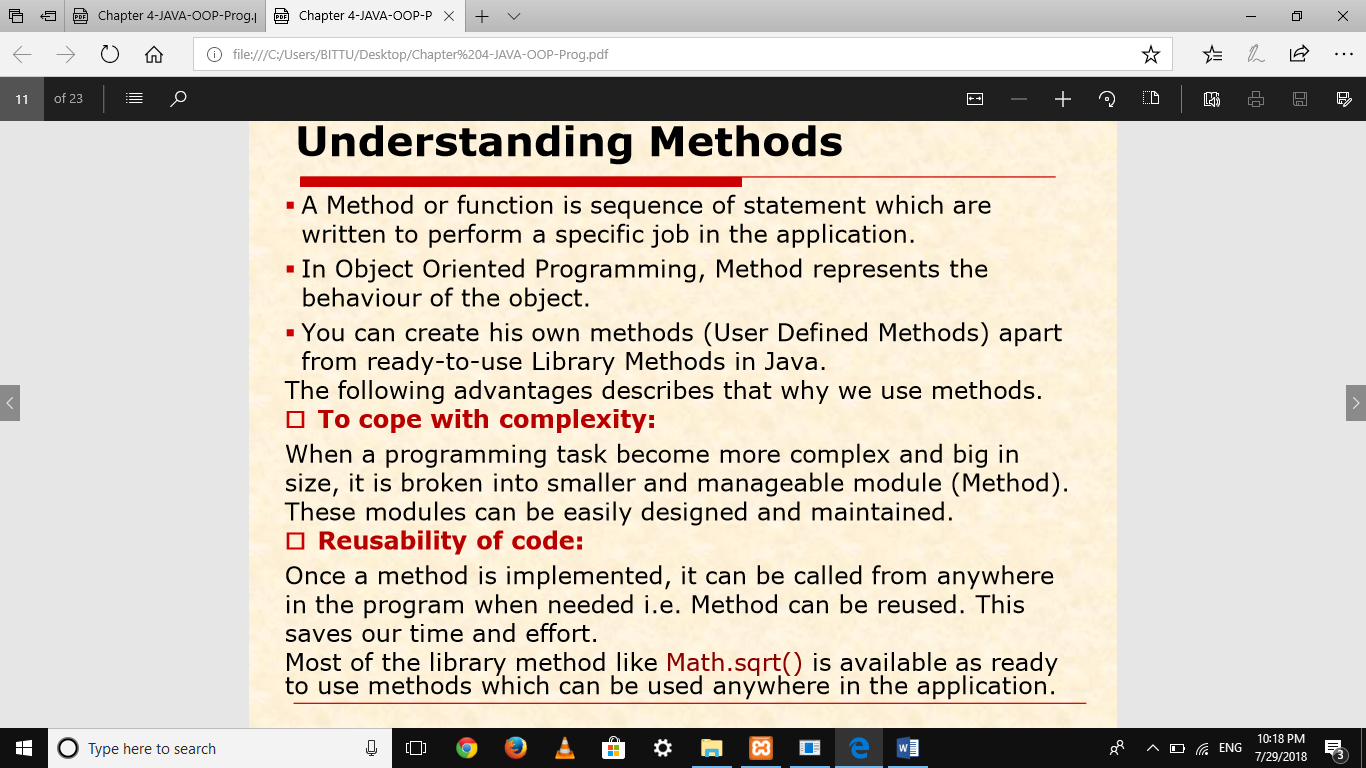 Chapter 4-JAVA-OOP-Prog.p
Chapter 4-JAVA-OOP-P
file:///C:/Users/BITTU/Desktop/Chapter%204-JAVA-OOP-Prog.pdf
11 of 23
Understanding Methods
A Method or function is sequence of statement which are
written to perform a specific job in the application.
In Object Oriented Programming, Method represents the
behaviour of the object.
You can create his own methods (User Defined Methods) apart
from ready-to-use Library Methods in Java.
The following advantages describes that why we use methods.
To cope with complexity:
When a programming task become more complex and big in
size, it is broken into smaller and manageable module (Method).
These modules can be easily designed and maintained.
Reusability of code:
Once a method is implemented, it can be called from anywhere
in the program when needed i.e. Method can be reused. This
saves our time and effort.
Most of the library method like Math.sqrt() is available as ready
to use methods which can be used anywhere in the application.
Type here to search
ENG
10:18 PM
7/29/2018
3